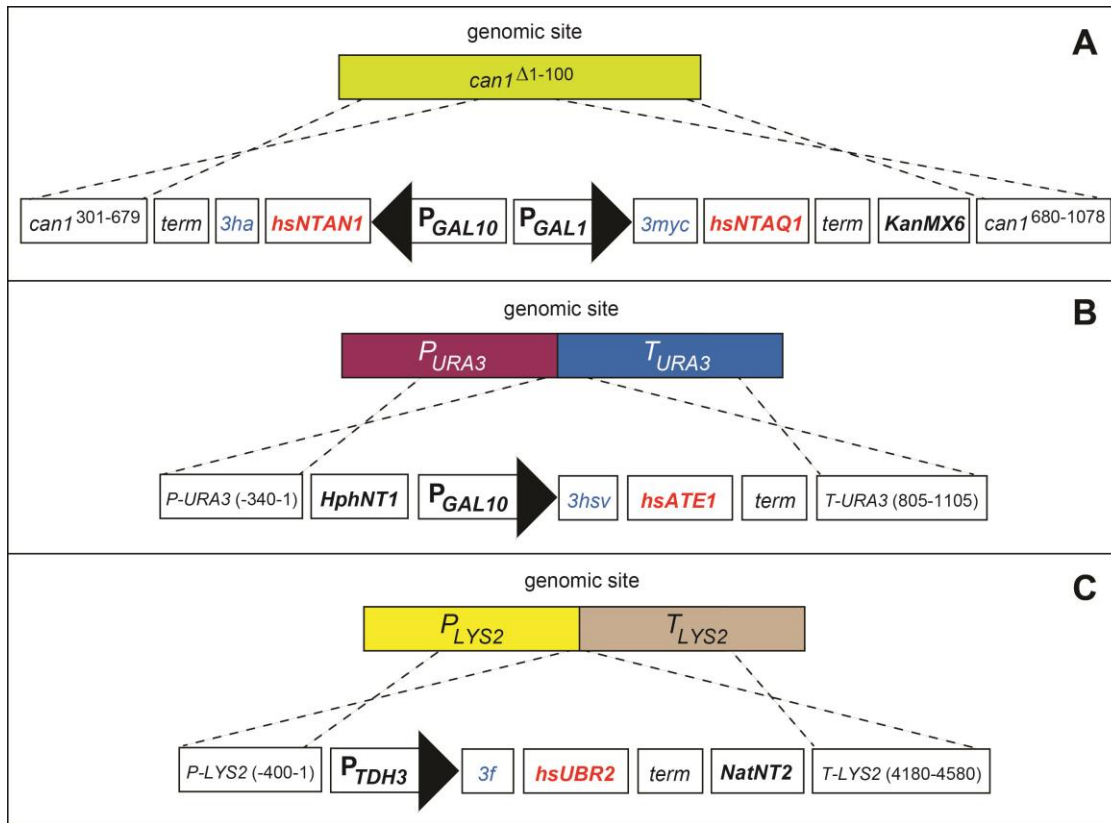 A
genomic site
can1Δ1-100
can1301-679 term 3ha hsNTAN1 PGAL10 PGAL1 3myc hsNTAQ1 term KanMX6 can1680-1078
B
genomic site
PURA3 TURA3
P-URA3 (-340-1) HphNT1 PGAL10 3hsv hsATE1 term T-URA3 (805-1105)
C
genomic site
PLYS2 TLYS2
P-LYS2 (-400-1) PTDH3 3f hsUBR2 term NatNT2 T-LYS2 (4180-4580)